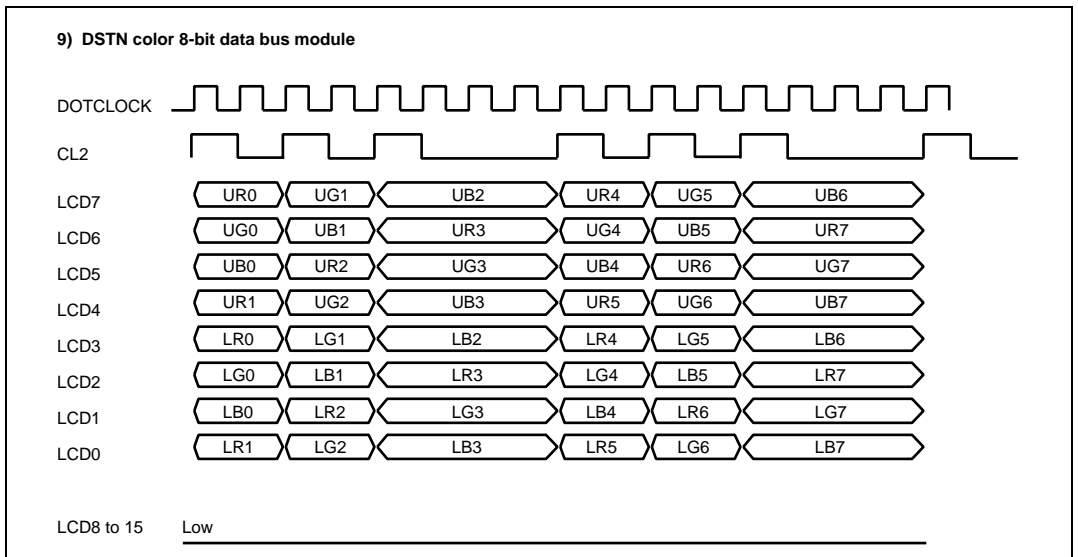 9) DSTN color 8-bit data bus module
DOTCLOCK
CL2
LCD7 UR0 UG1 UB2 UR4 UG5 UB6
LCD6 UG0 UB1 UR3 UG4 UB5 UR7
LCD5 UB0 UR2 UG3 UB4 UR6 UG7
LCD4 UR1 UG2 UB3 UR5 UG6 UB7
LCD3 LR0 LG1 LB2 LR4 LG5 LB6
LCD2 LG0 LB1 LR3 LG4 LB5 LR7
LCD1 LB0 LR2 LG3 LB4 LR6 LG7
LCD0 LR1 LG2 LB3 LR5 LG6 LB7
LCD8 to 15 Low